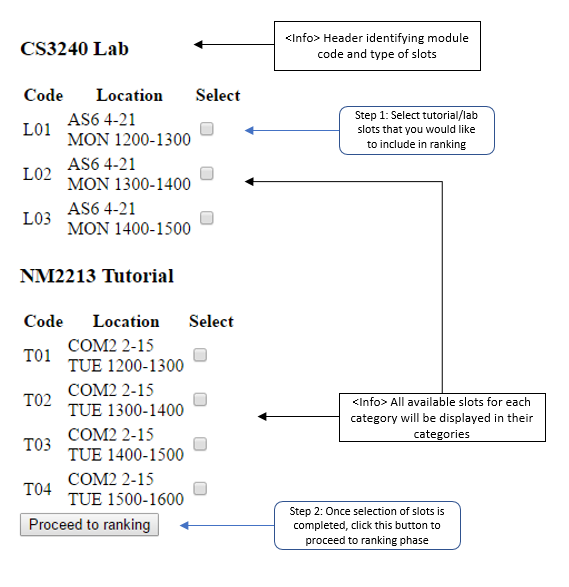 <Info> Header identifying module
code and type of slots
CS3240 Lab
Code Location Select
L01 AS6 4-21
MON 1200-1300
Step 1: Select tutorial/lab
slots that you would like
to include in ranking
L02 AS6 4-21
MON 1300-1400
L03 AS6 4-21
MON 1400-1500
NM2213 Tutorial
Code Location Select
T01 COM2 2-15
TUE 1200-1300
T02 COM2 2-15
TUE 1300-1400
<Info> All available slots for each
category will be displayed in their
categories
T03 COM2 2-15
TUE 1400-1500
T04 COM2 2-15
TUE 1500-1600
Proceed to ranking
Step 2: Once selection of slots is
completed, click this button to
proceed to ranking phase